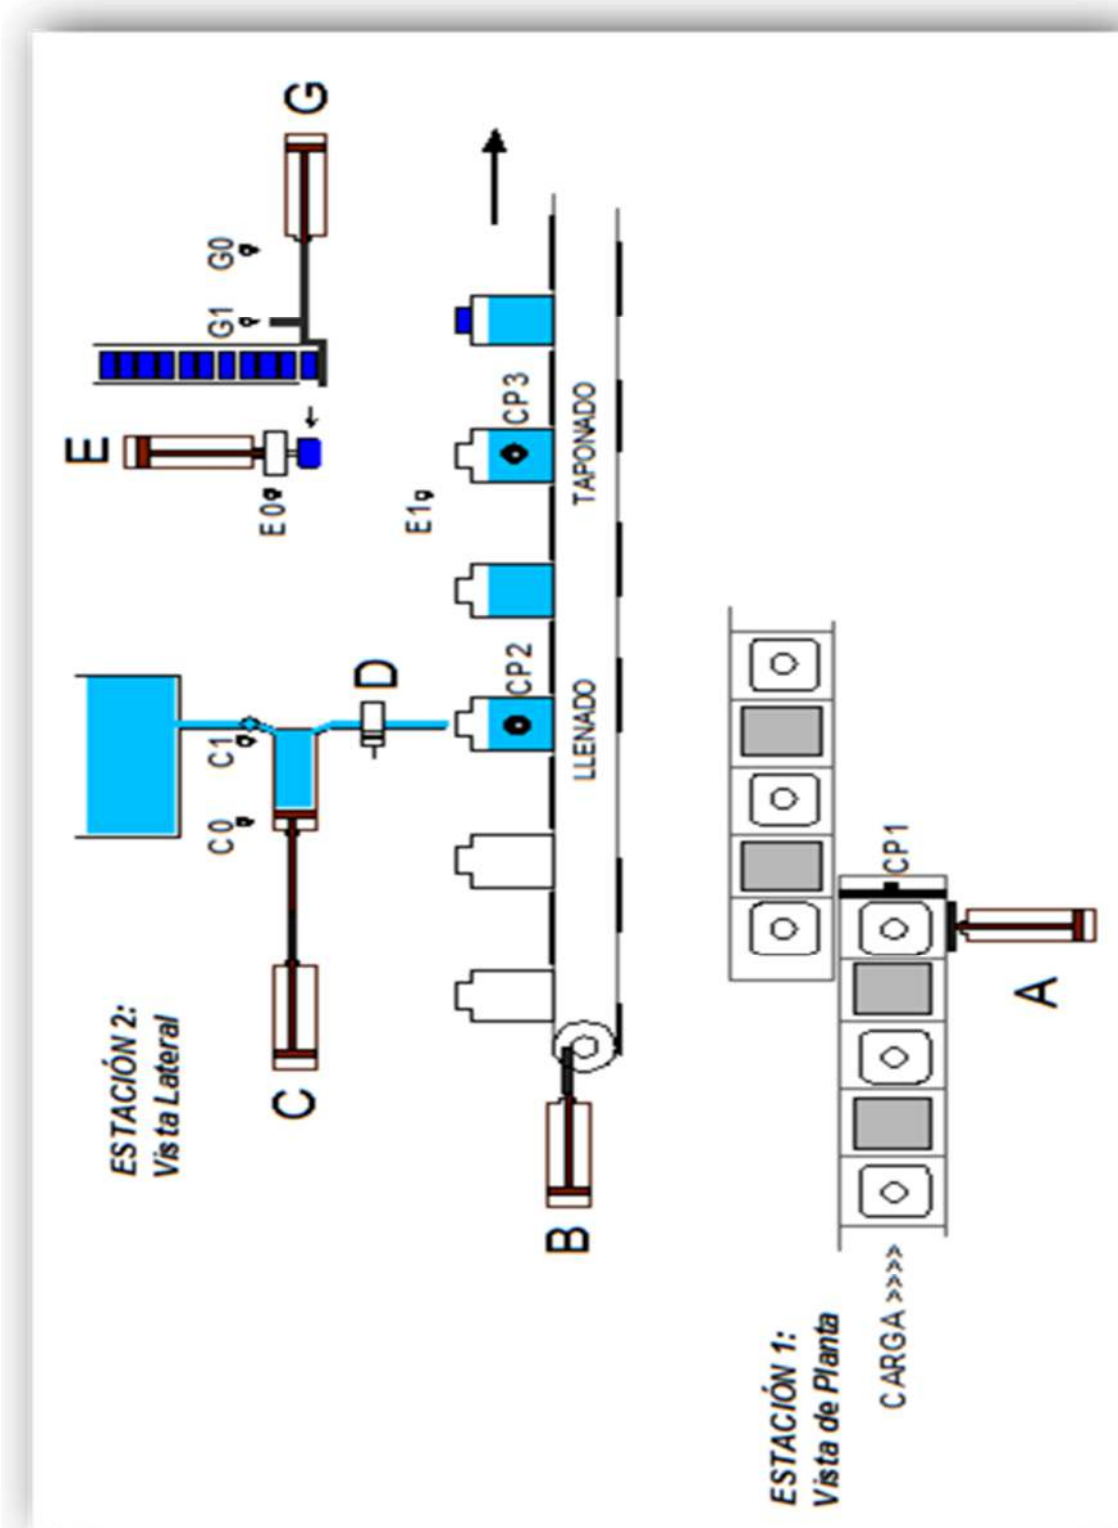 ESTACIÓN 2:
Vista Lateral
C
C0
C1
D
E
E0
E1
G1
G0
G
B
CP2
CP3
LLENADO
TAPONADO
ESTACIÓN 1:
Vista de Planta
CARGA >>>>
CP1
A